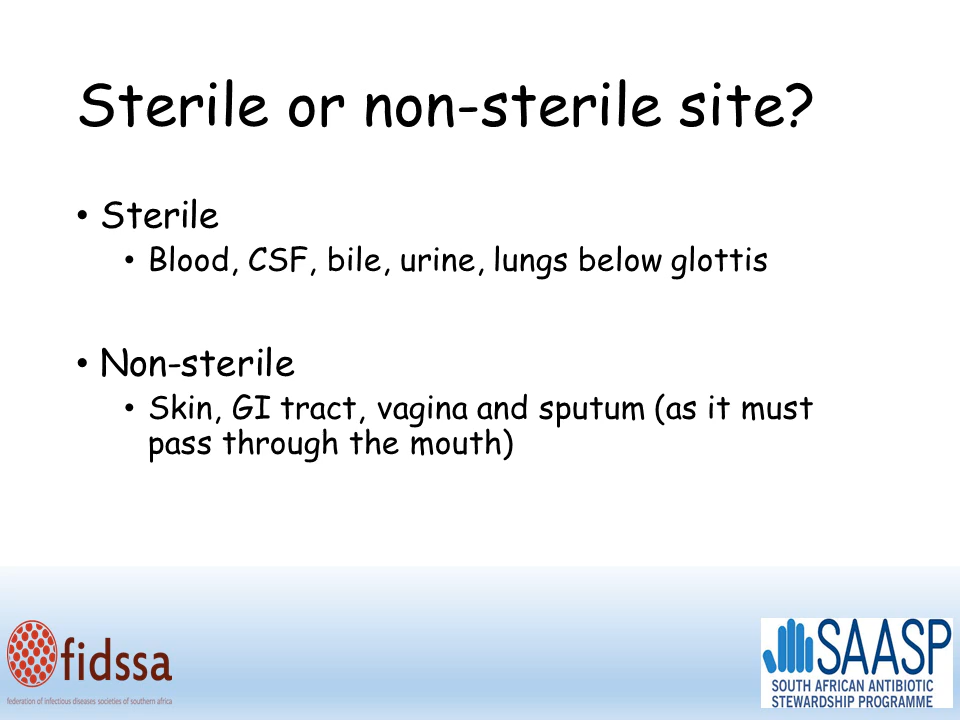 Sterile or non-sterile site?
• Sterile
• Blood, CSF, bile, urine, lungs below glottis
• Non-sterile
• Skin, GI tract, vagina and sputum (as it must
pass through the mouth)
fidssa
federation of infectious diseases societies of southern africa
SAASP
SOUTH AFRICAN ANTIBIOTIC
STEWARDSHIP PROGRAMME